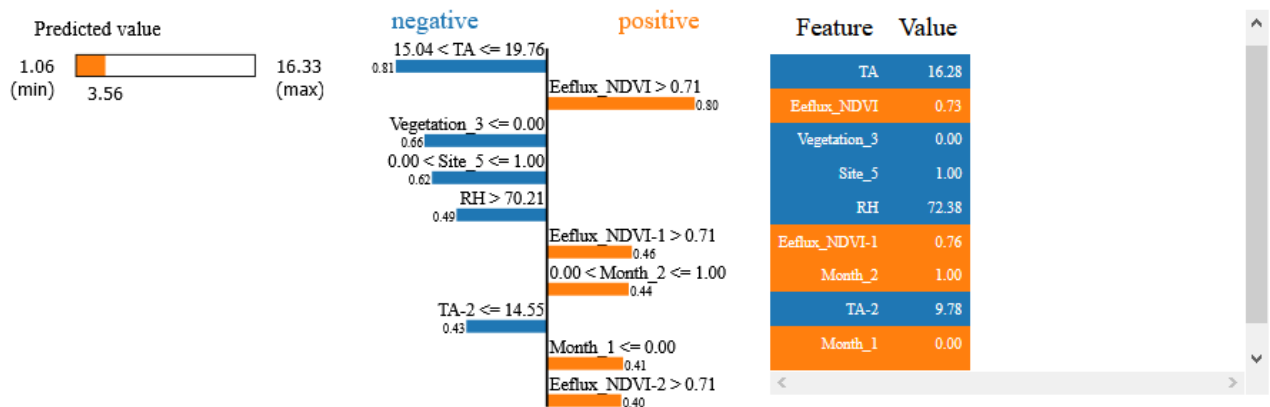 Predicted value
1.06
(min)
3.56
16.33
(max)
negative
positive
15.04 < TA <= 19.76
0.81
Eeflux_NDVI > 0.71
0.80
Vegetation_3 <= 0.00
0.66
0.00 < Site_5 <= 1.00
0.62
RH > 70.21
0.49
Eeflux_NDVI-1 > 0.71
0.46
0.00 < Month_2 <= 1.00
0.44
TA-2 <= 14.55
0.43
Month_1 <= 0.00
0.41
Eeflux_NDVI-2 > 0.71
0.40
Feature Value
TA 16.28
Eeflux_NDVI 0.73
Vegetation_3 0.00
Site_5 1.00
RH 72.38
Eeflux_NDVI-1 0.76
Month_2 1.00
TA-2 9.78
Month_1 0.00